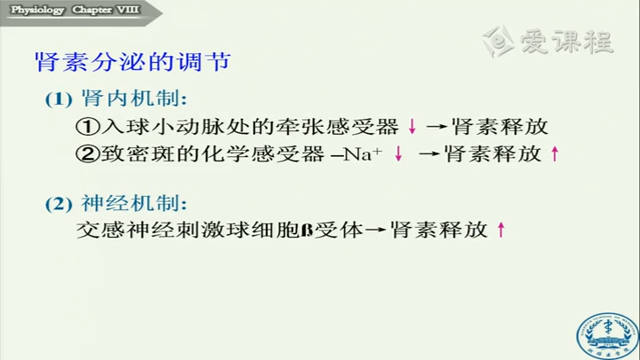 Physiology Chapter VIII
爱课程
肾素分泌的调节
(1) 肾内机制:
①入球小动脉处的牵张感受器↓→肾素释放
②致密斑的化学感受器 –Na⁺ ↓ →肾素释放↑
(2) 神经机制:
交感神经刺激球细胞ß受体→肾素释放↑